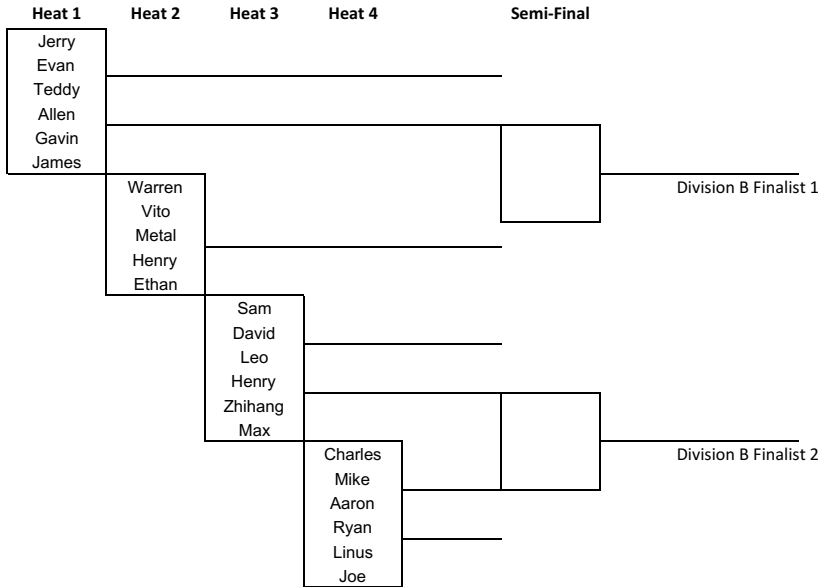 Heat 1 Heat 2 Heat 3 Heat 4 Semi-Final
Jerry
Evan
Teddy
Allen
Gavin
James
Warren
Vito
Metal
Henry
Ethan
Sam
David
Leo
Henry
Zhihang
Max
Charles
Mike
Aaron
Ryan
Linus
Joe
Division B Finalist 1
Division B Finalist 2